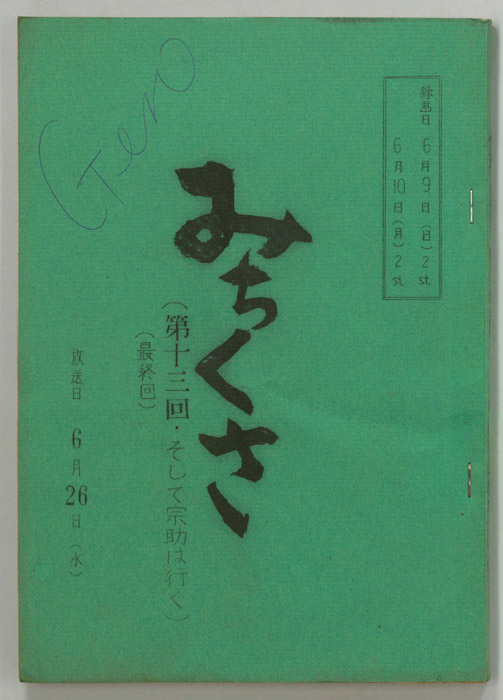 録画日 6月9日(日)2st
6月10日(月)2st
みちくさ
(第十三回・そして宗助は行く)
(最終回)
放送日 6月26日(水)
Gen